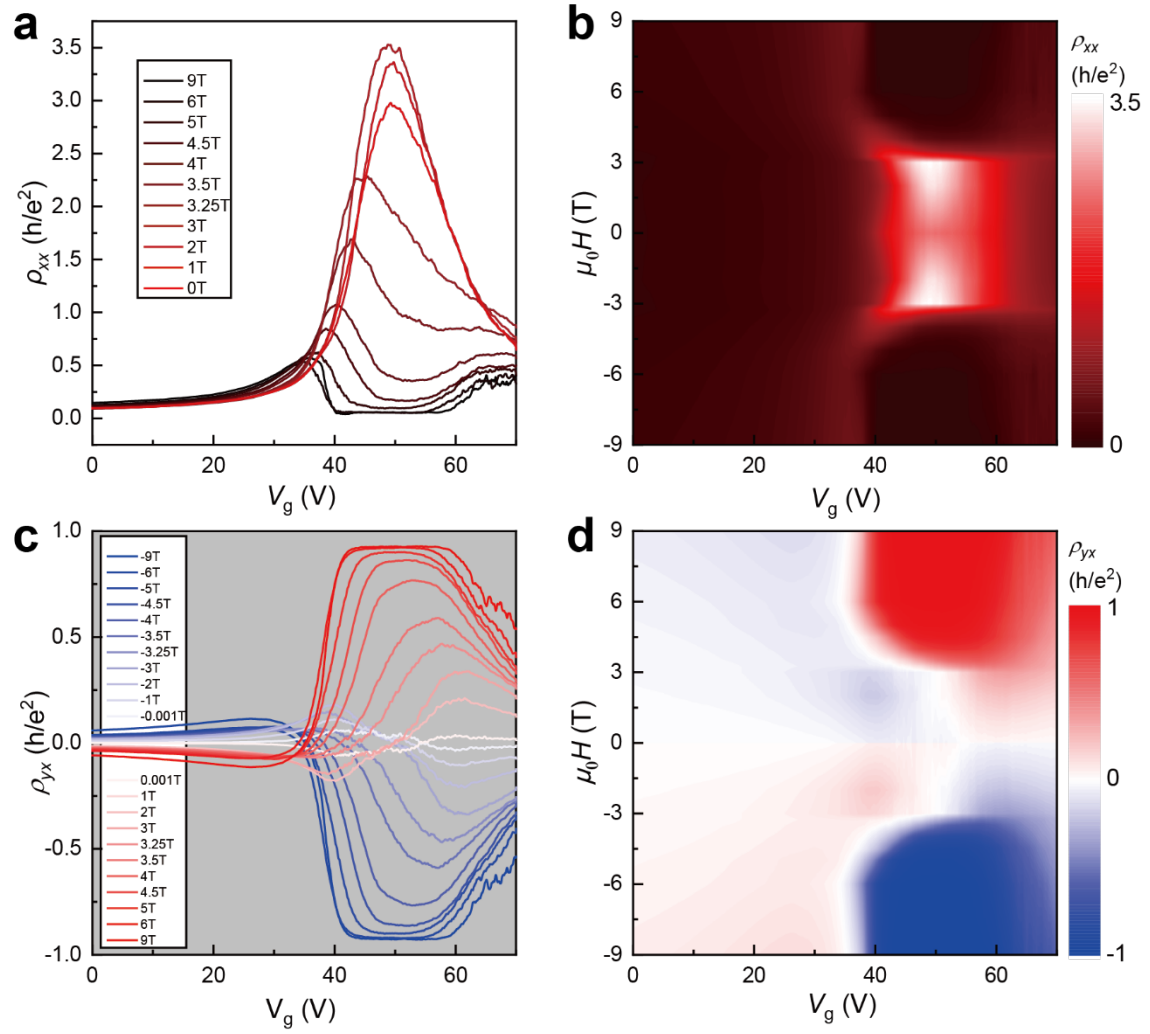 a
ρxx (h/e²)
3.5
3.0
2.5
2.0
1.5
1.0
0.5
0.0
9T
6T
5T
4.5T
4T
3.5T
3.25T
3T
2T
1T
0T
0 20 40 60
Vg (V)
b
μ0H (T)
9
6
3
0
-3
-6
-9
0 20 40 60
Vg (V)
ρxx
(h/e²)
3.5
0
c
ρyx (h/e²)
1.0
0.5
0.0
-0.5
-1.0
-9T
-6T
-5T
-4.5T
-4T
-3.5T
-3.25T
-3T
-2T
-1T
-0.001T
0.001T
1T
2T
3T
3.25T
3.5T
4T
4.5T
5T
6T
9T
0 20 40 60
Vg (V)
d
μ0H (T)
9
6
3
0
-3
-6
-9
0 20 40 60
Vg (V)
ρyx
(h/e²)
1
0
-1